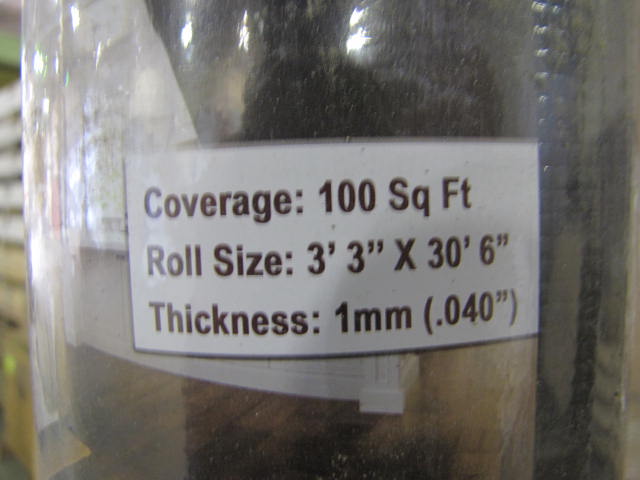 Coverage: 100 Sq Ft
Roll Size: 3' 3” X 30' 6”
Thickness: 1mm (.040”)